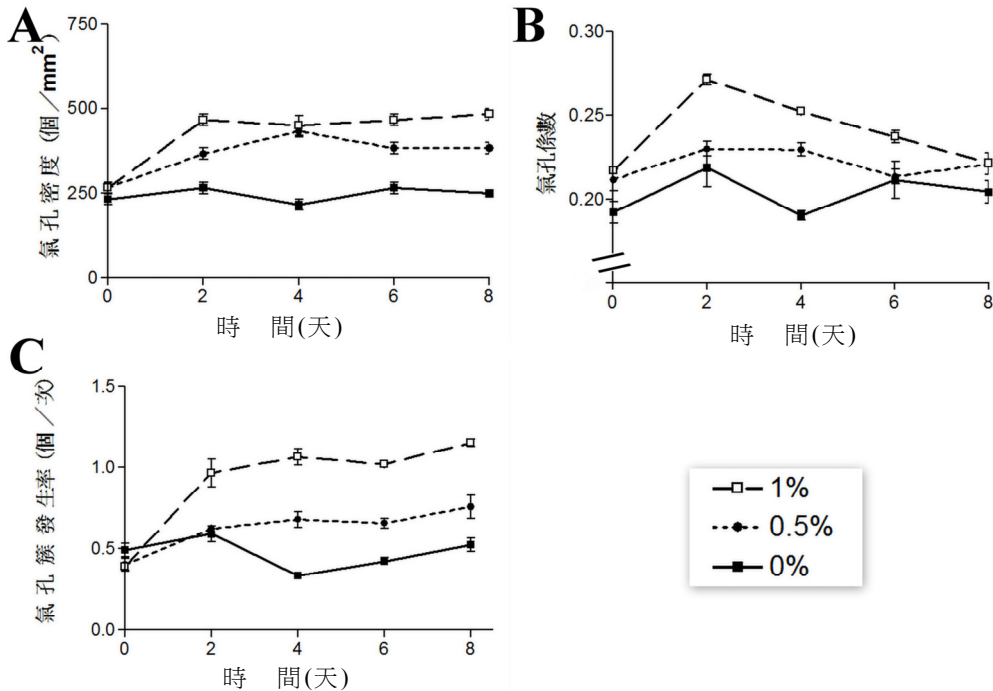 A
氣孔密度 (個／mm²)
750
500
250
0
0 2 4 6 8
時 間(天)
B
氣孔係數
0.30
0.25
0.20
0 2 4 6 8
時 間(天)
C
氣孔簇發生率 (個／次)
1.5
1.0
0.5
0.0
0 2 4 6 8
時 間(天)
1%
0.5%
0%